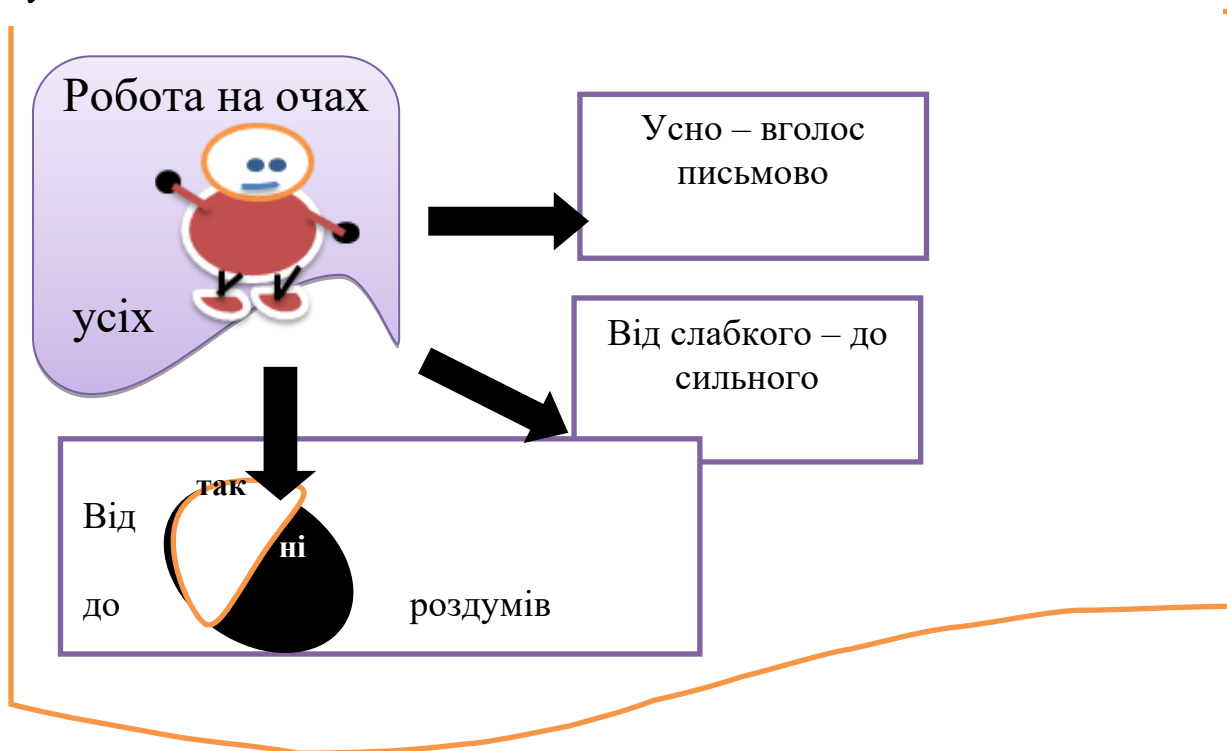 Робота на очах
усіх
Усно – вголос
письмово
Від слабкого – до
сильного
так
Від
ні
до роздумів